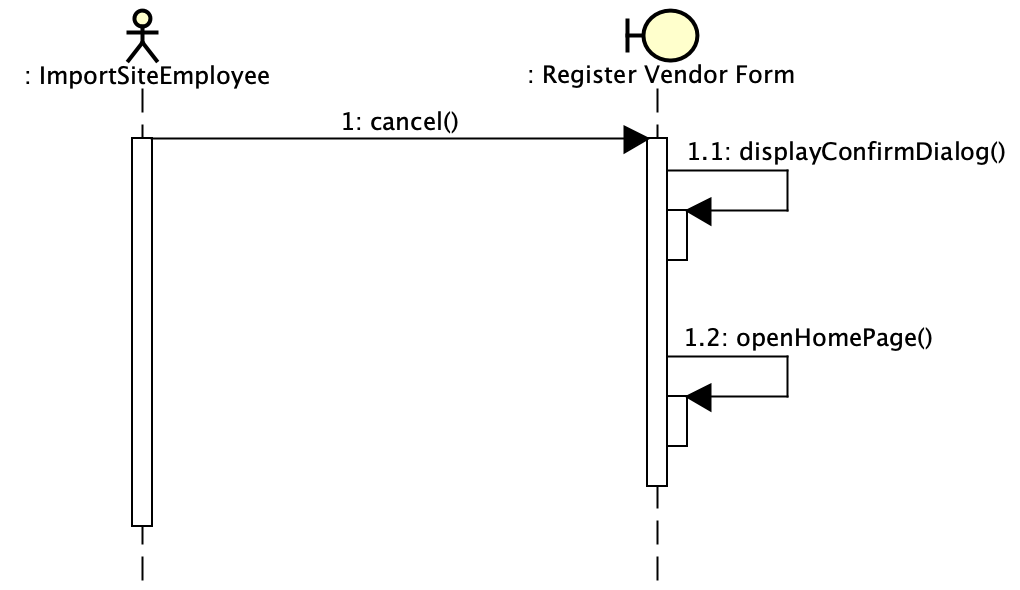 : ImportSiteEmployee
: Register Vendor Form
1: cancel()
1.1: displayConfirmDialog()
1.2: openHomePage()